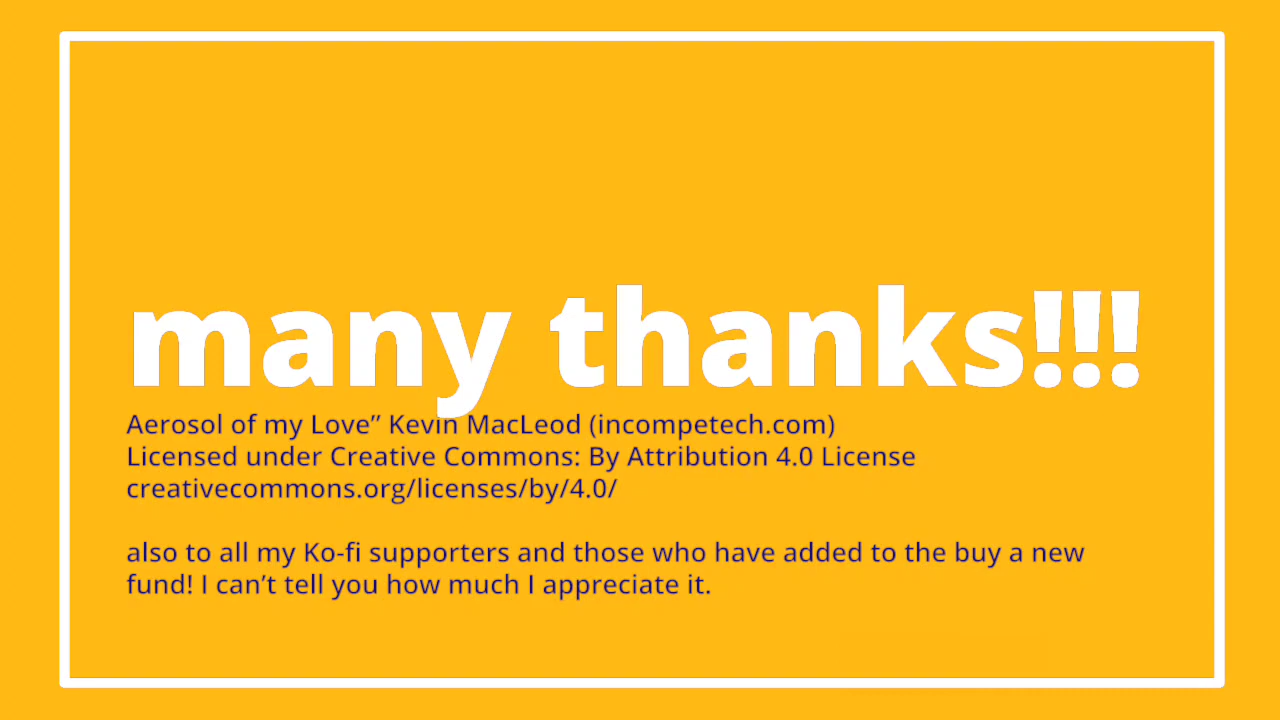 many thanks!!!
Aerosol of my Love” Kevin MacLeod (incompetech.com)
Licensed under Creative Commons: By Attribution 4.0 License
creativecommons.org/licenses/by/4.0/
also to all my Ko-fi supporters and those who have added to the buy a new
fund! I can’t tell you how much I appreciate it.